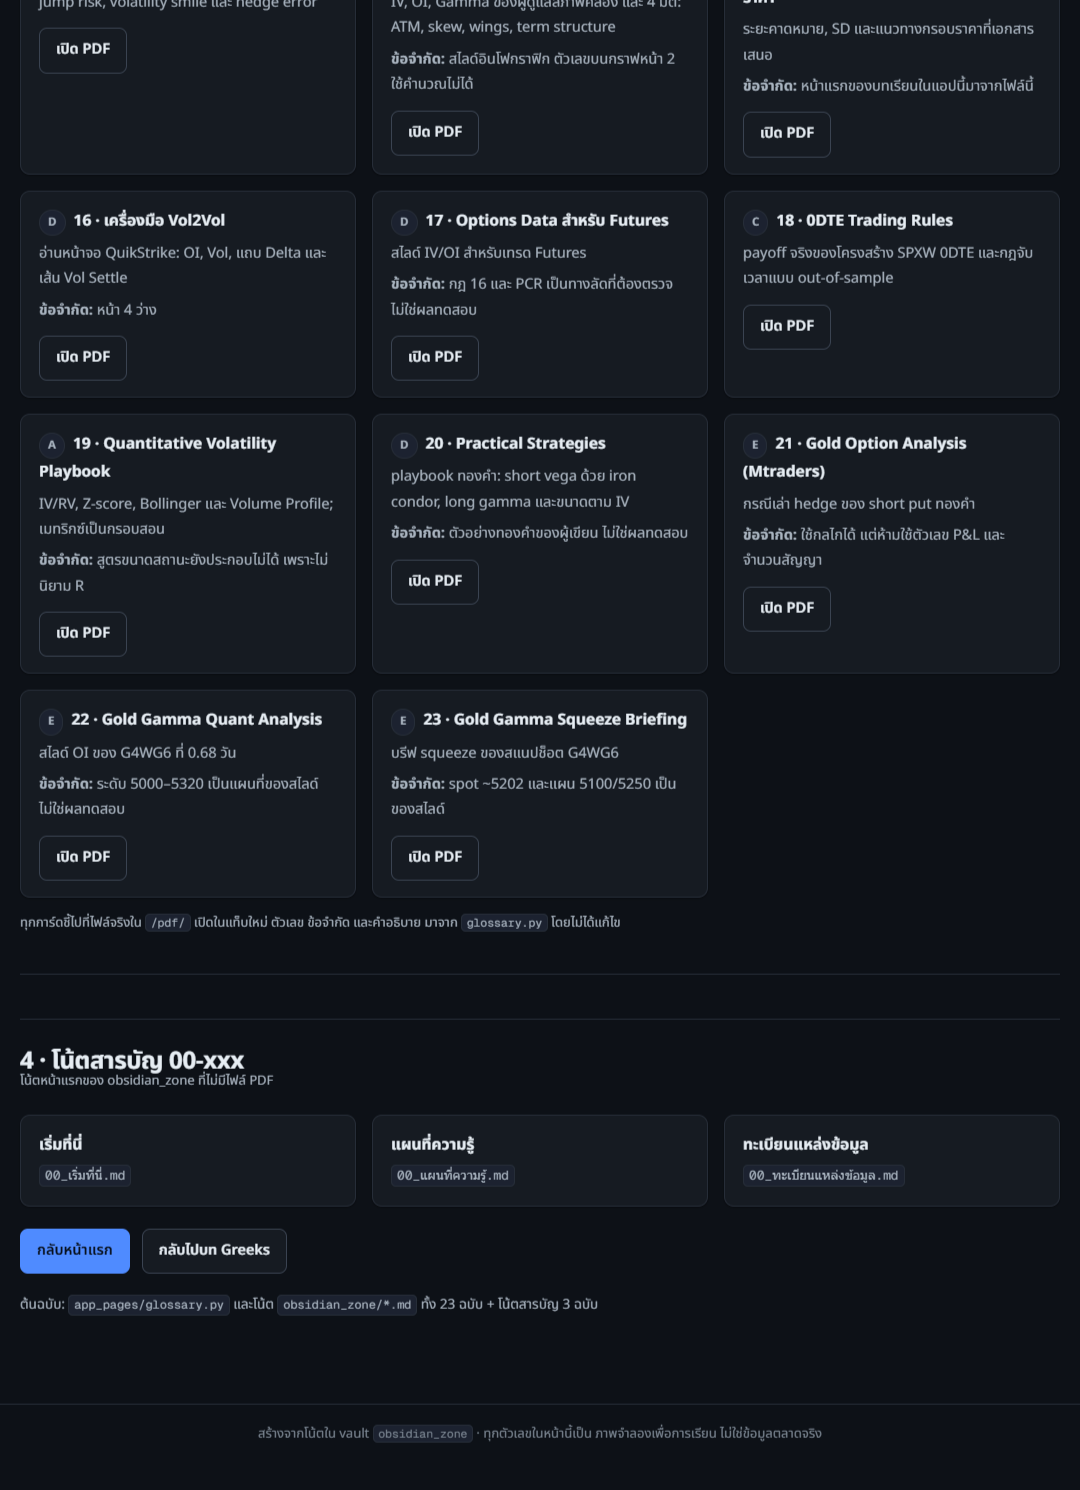 jump risk, volatility smile และ hedge error
เปิด PDF
IV, OI, Gamma ของผู้ดูแลสภาพคล่อง และ 4 มิติ:
ATM, skew, wings, term structure
ข้อจำกัด: สไลด์อินโฟกราฟิก ตัวเลขบนกราฟหน้า 2
ใช้คำนวณไม่ได้
เปิด PDF
ราคา
ระยะคาดหมาย, SD และแนวทางกรอบราคาที่เอกสาร
เสนอ
ข้อจำกัด: หน้าแรกของบทเรียนในแอปนี้มาจากไฟล์นี้
เปิด PDF
D 16 · เครื่องมือ Vol2Vol
อ่านหน้าจอ QuikStrike: OI, Vol, แถบ Delta และ
เส้น Vol Settle
ข้อจำกัด: หน้า 4 ว่าง
เปิด PDF
D 17 · Options Data สำหรับ Futures
สไลด์ IV/OI สำหรับเทรด Futures
ข้อจำกัด: กฎ 16 และ PCR เป็นทางลัดที่ต้องตรวจ
ไม่ใช่ผลทดสอบ
เปิด PDF
C 18 · 0DTE Trading Rules
payoff จริงของโครงสร้าง SPXW 0DTE และกฎจับ
เวลาแบบ out-of-sample
เปิด PDF
A 19 · Quantitative Volatility
Playbook
IV/RV, Z-score, Bollinger และ Volume Profile;
เมทริกซ์เป็นกรอบสอน
ข้อจำกัด: สูตรขนาดสถานะยังประกอบไม่ได้ เพราะไม่
นิยาม R
เปิด PDF
D 20 · Practical Strategies
playbook ทองคำ: short vega ด้วย iron
condor, long gamma และขนาดตาม IV
ข้อจำกัด: ตัวอย่างทองคำของผู้เขียน ไม่ใช่ผลทดสอบ
เปิด PDF
E 21 · Gold Option Analysis
(Mtraders)
กรณีเล่า hedge ของ short put ทองคำ
ข้อจำกัด: ใช้กลไกได้ แต่ห้ามใช้ตัวเลข P&L และ
จำนวนสัญญา
เปิด PDF
E 22 · Gold Gamma Quant Analysis
สไลด์ OI ของ G4WG6 ที่ 0.68 วัน
ข้อจำกัด: ระดับ 5000–5320 เป็นแผนที่ของสไลด์
ไม่ใช่ผลทดสอบ
เปิด PDF
E 23 · Gold Gamma Squeeze Briefing
บรีฟ squeeze ของสแนปช็อต G4WG6
ข้อจำกัด: spot ~5202 และแผน 5100/5250 เป็น
ของสไลด์
เปิด PDF
ทุกการ์ดชี้ไปที่ไฟล์จริงใน /pdf/ เปิดในแท็บใหม่ ตัวเลข ข้อจำกัด และคำอธิบาย มาจาก glossary.py โดยไม่ได้แก้ไข
4 · โน้ตสารบัญ 00-xxx
โน้ตหน้าแรกของ obsidian_zone ที่ไม่มีไฟล์ PDF
เริ่มที่นี่
00_เริ่มที่นี่.md
แผนที่ความรู้
00_แผนที่ความรู้.md
ทะเบียนแหล่งข้อมูล
00_ทะเบียนแหล่งข้อมูล.md
กลับหน้าแรก
กลับไปบท Greeks
ต้นฉบับ: app_pages/glossary.py และโน้ต obsidian_zone/*.md ทั้ง 23 ฉบับ + โน้ตสารบัญ 3 ฉบับ
สร้างจากโน้ตใน vault obsidian_zone · ทุกตัวเลขในหน้านี้เป็น ภาพจำลองเพื่อการเรียน ไม่ใช่ข้อมูลตลาดจริง